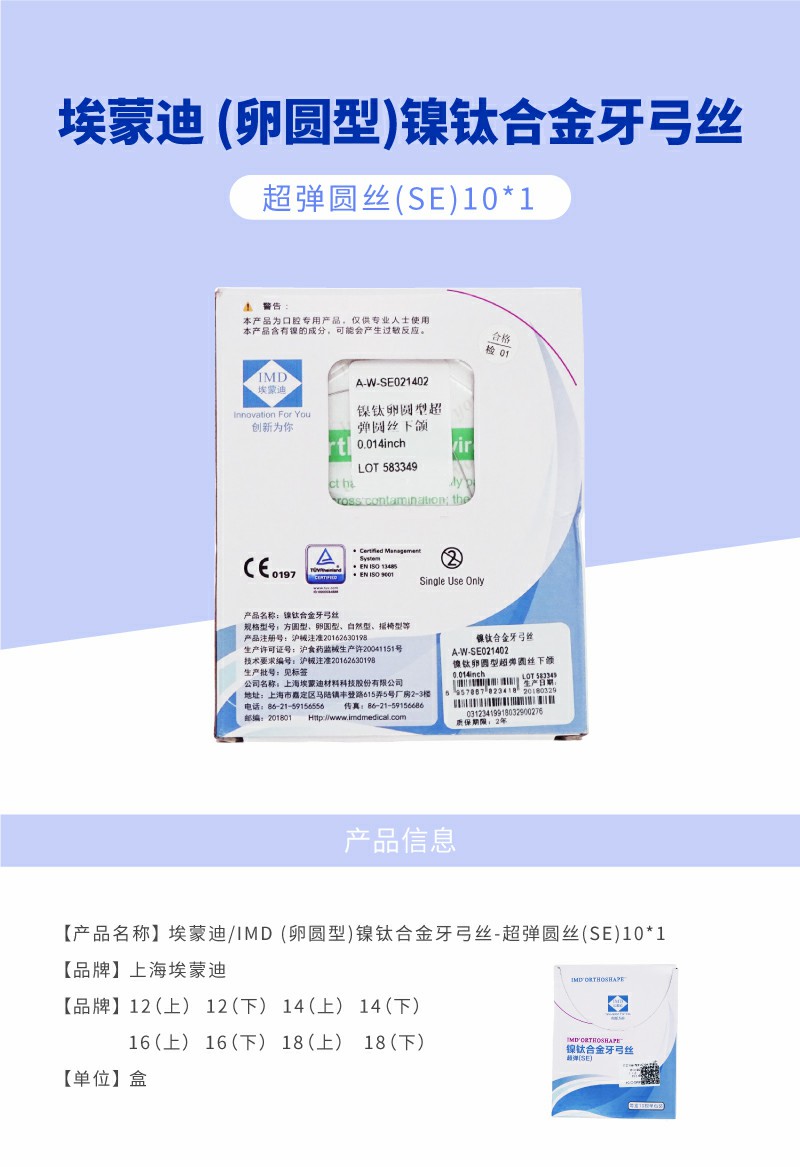 埃蒙迪 (卵圆型)镍钛合金牙弓丝
超弹圆丝(SE)10*1
警告：
本产品为口腔专用产品，仅供专业人士使用
本产品含有镍的成分，可能会产生过敏反应。
合格
检 01
IMD
埃蒙迪
Innovation For You
创新为你
A-W-SE021402
镍钛卵圆型超
弹圆丝下颌
0.014inch
LOT 583349
CE 0197
TÜVRheinland
CERTIFIED
• Certified Management
System
• EN ISO 13485
• EN ISO 9001
2
Single Use Only
产品名称：镍钛合金牙弓丝
规格型号：方圆型、卵圆型、自然型、摇椅型等
产品注册号：沪械注准20162630198
生产许可证号：沪食药监械生产许20041151号
技术要求编号：沪械注准20162630198
生产批号：见标签
公司名称：上海埃蒙迪材料科技股份有限公司
地址：上海市嘉定区马陆镇丰登路615弄5号厂房2-3楼
电话：86-21-59156556 传真：86-21-59156686
邮编：201801 Http://www.imdmedical.com
镍钛合金牙弓丝
A-W-SE021402
镍钛卵圆型超弹圆丝下颌
0.014inch
LOT 583349
生产日期：
6 957887 823418 20180329
03123419918032900276
质保期限：2年
产品信息
【产品名称】埃蒙迪/IMD (卵圆型)镍钛合金牙弓丝-超弹圆丝(SE)10*1
【品牌】上海埃蒙迪
【品牌】12(上) 12(下) 14(上) 14(下)
16(上) 16(下) 18(上) 18(下)
【单位】盒
IMD ORTHOSHAPE
IMD
IMD ORTHOSHAPE
镍钛合金牙弓丝
超弹(SE)